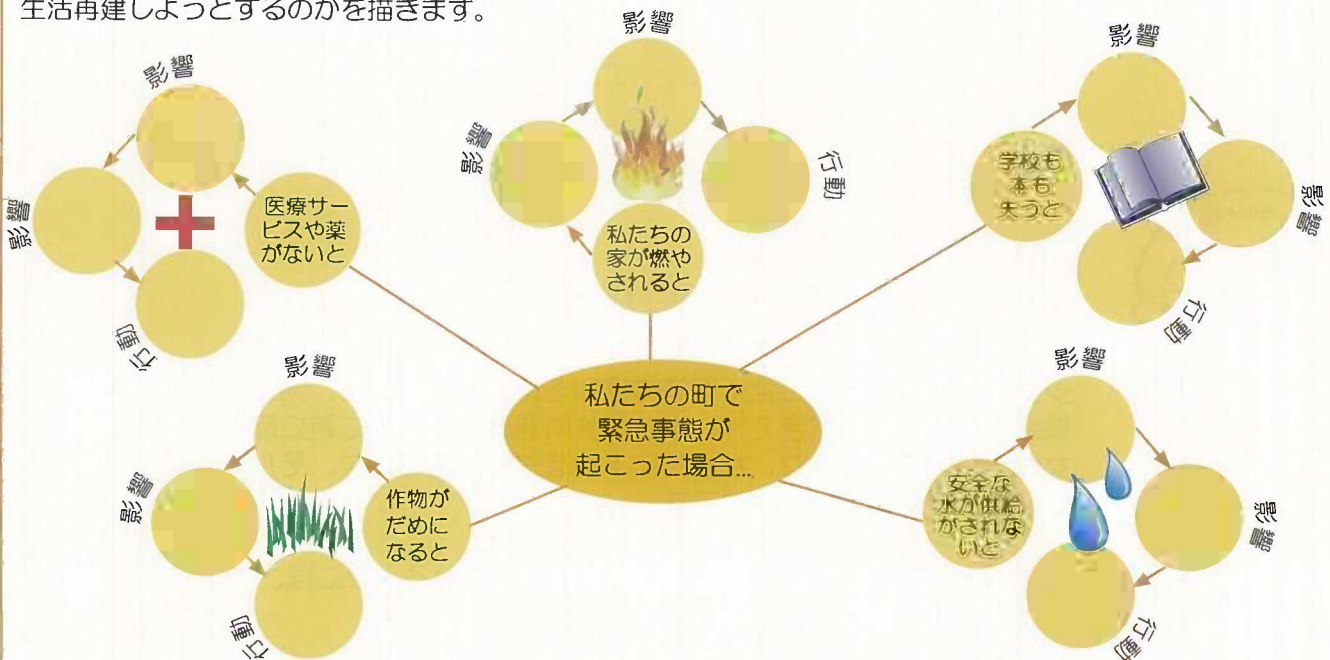 生活再建しようとするのかを描きます。
影響
影響
行動
医療サー
ビスや薬
がないと
影響
影響
行動
私たちの
家が燃や
されると
影響
影響
行動
学校も
本も
失うと
私たちの町で
緊急事態が
起こった場合...
影響
影響
行動
作物が
だめに
なると
影響
影響
行動
安全な
水が供給
がされな
いと